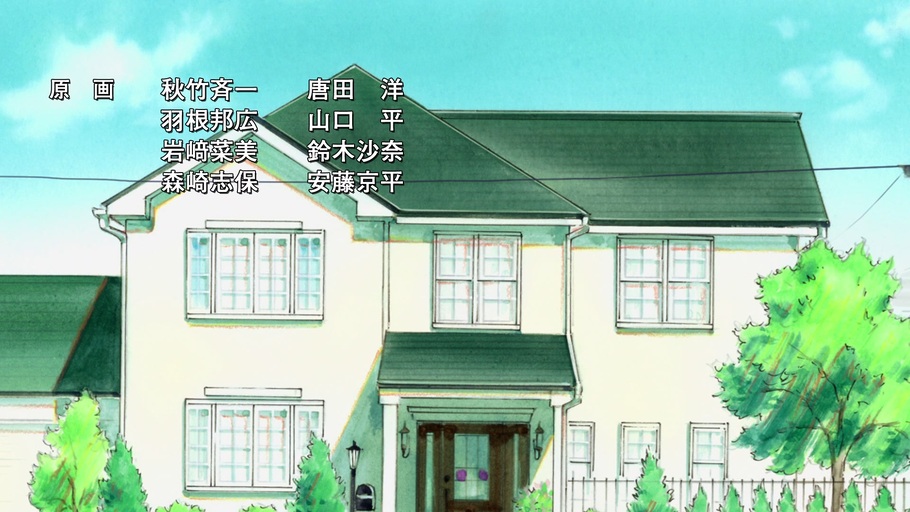 原　画　秋竹斉一　唐田　洋
羽根邦広　山口　平
岩﨑菜美　鈴木沙奈
森崎志保　安藤京平